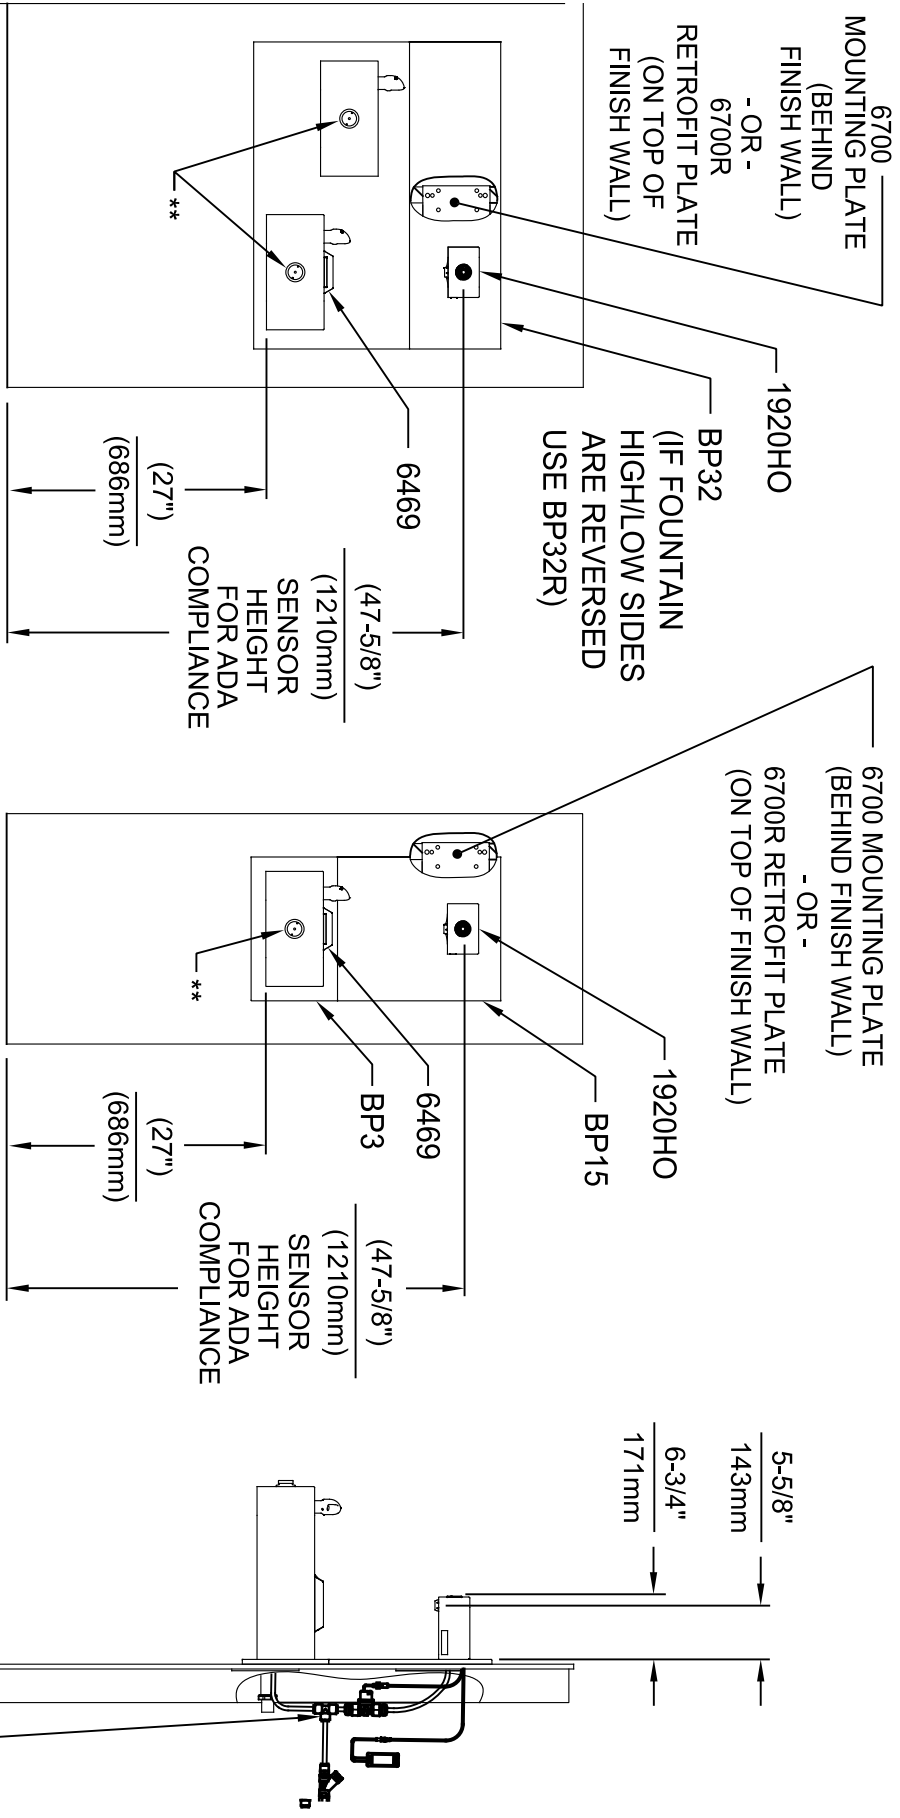 6700
MOUNTING PLATE
(BEHIND
FINISH WALL)
- OR -
6700R
RETROFIT PLATE
(ON TOP OF
FINISH WALL)
1920HO
BP32
(IF FOUNTAIN
HIGH/LOW SIDES
ARE REVERSED
USE BP32R)
6469
**
(27")
(686mm)
(47-5/8")
(1210mm)
SENSOR
HEIGHT
FOR ADA
COMPLIANCE
6700 MOUNTING PLATE
(BEHIND FINISH WALL)
- OR -
6700R RETROFIT PLATE
(ON TOP OF FINISH WALL)
1920HO
BP15
6469
BP3
**
(27")
(686mm)
(47-5/8")
(1210mm)
SENSOR
HEIGHT
FOR ADA
COMPLIANCE
5-5/8"
143mm
6-3/4"
171mm